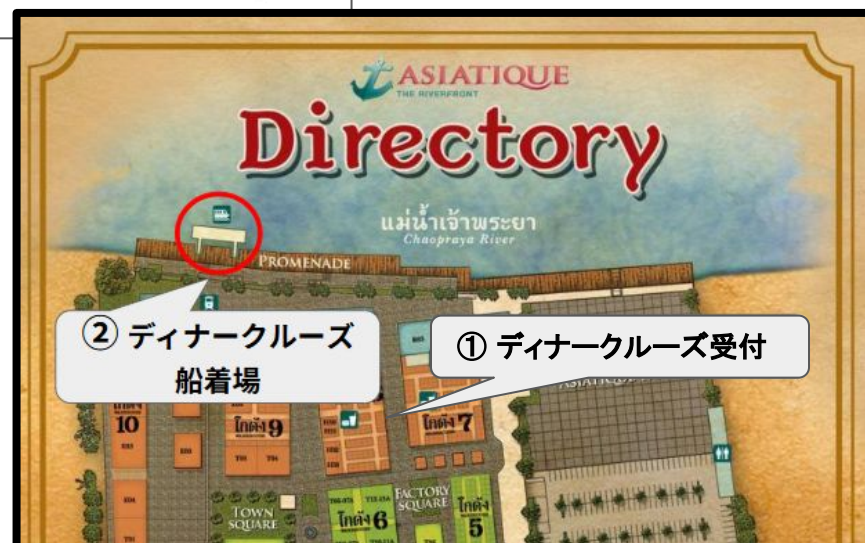 ASIATIQUE
THE RIVERFRONT
Directory
แม่น้ำเจ้าพระยา
Chaopraya River
PROMENADE
② ディナークルーズ
船着場
① ディナークルーズ受付
10
โกดัง 9
โกดัง 7
TOWN
SQUARE
FACTORY
SQUARE
โกดัง 6
โกดัง
5